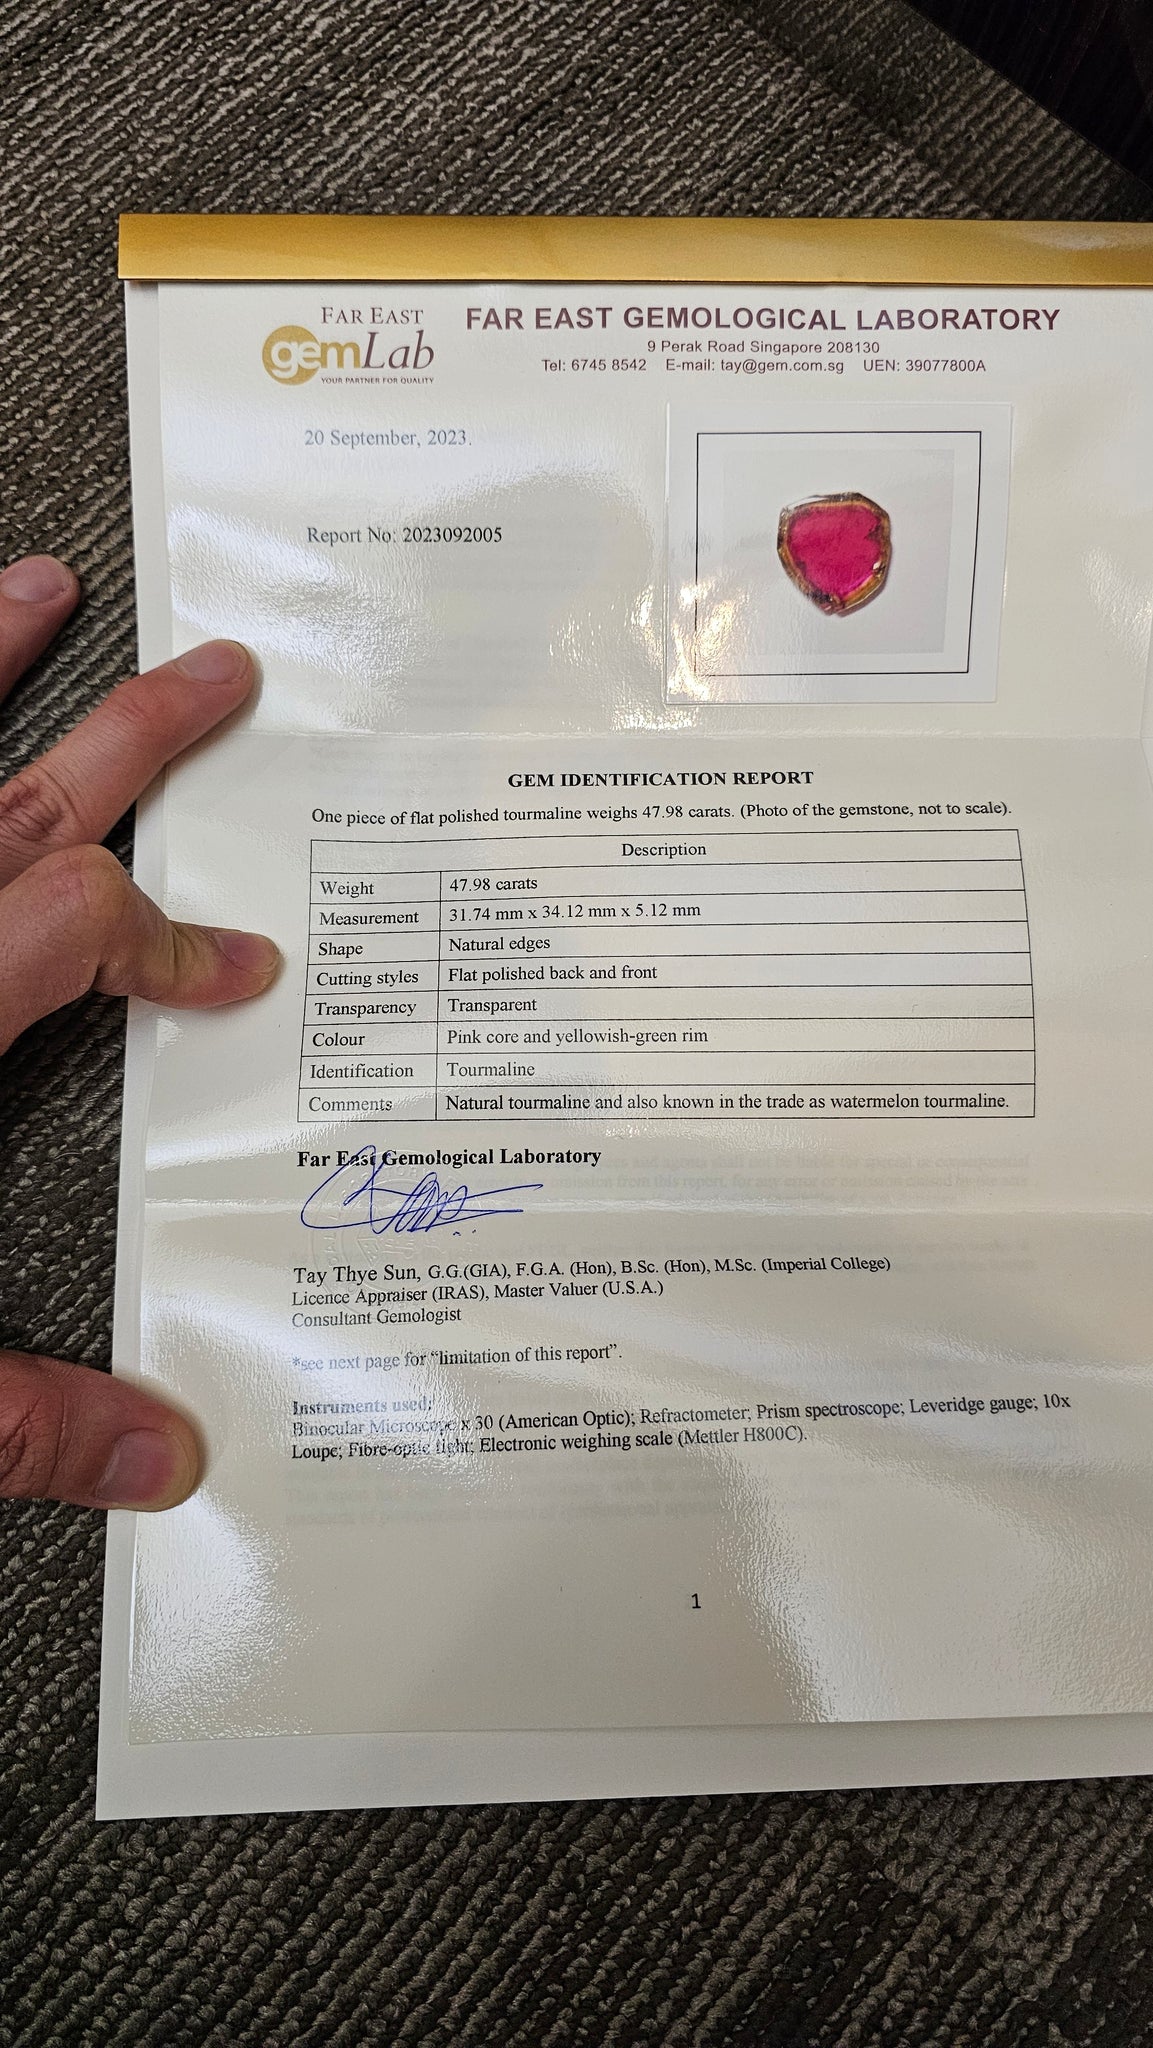 FAR EAST
gemLab
YOUR PARTNER FOR QUALITY
FAR EAST GEMOLOGICAL LABORATORY
9 Perak Road Singapore 208130
Tel: 6745 8542 E-mail: tay@gem.com.sg UEN: 39077800A
20 September, 2023.
Report No: 2023092005
GEM IDENTIFICATION REPORT
One piece of flat polished tourmaline weighs 47.98 carats. (Photo of the gemstone, not to scale).
Description
Weight 47.98 carats
Measurement 31.74 mm x 34.12 mm x 5.12 mm
Shape Natural edges
Cutting styles Flat polished back and front
Transparency Transparent
Colour Pink core and yellowish-green rim
Identification Tourmaline
Comments Natural tourmaline and also known in the trade as watermelon tourmaline.
Far East Gemological Laboratory
Tay Thye Sun, G.G.(GIA), F.G.A. (Hon), B.Sc. (Hon), M.Sc. (Imperial College)
Licence Appraiser (IRAS), Master Valuer (U.S.A.)
Consultant Gemologist
*see next page for "limitation of this report".
Instruments used:
Binocular Microscope x 30 (American Optic); Refractometer; Prism spectroscope; Leveridge gauge; 10x
Loupe; Fibre-optic light; Electronic weighing scale (Mettler H800C).
1